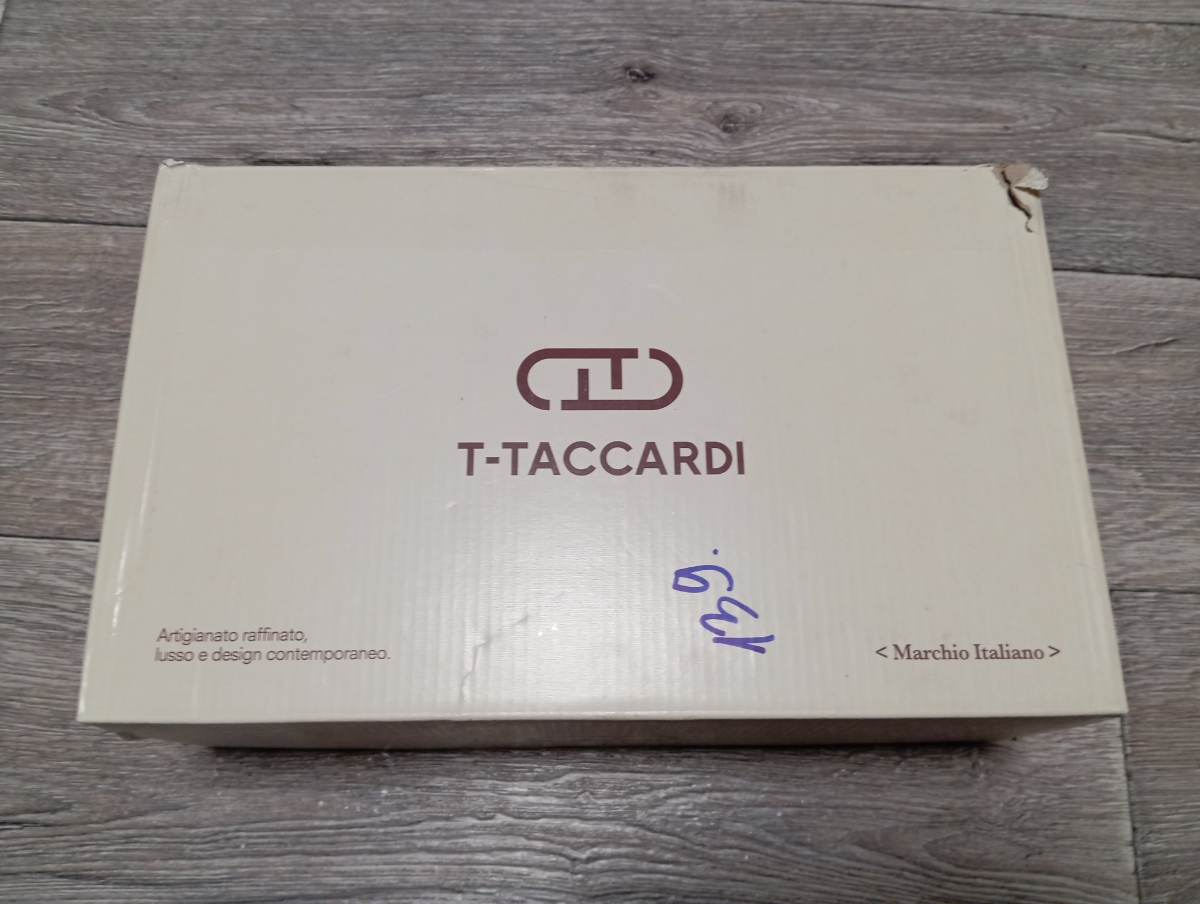 T-TACCARDI
Artigianato raffinato,
lusso e design contemporaneo.
< Marchio Italiano >